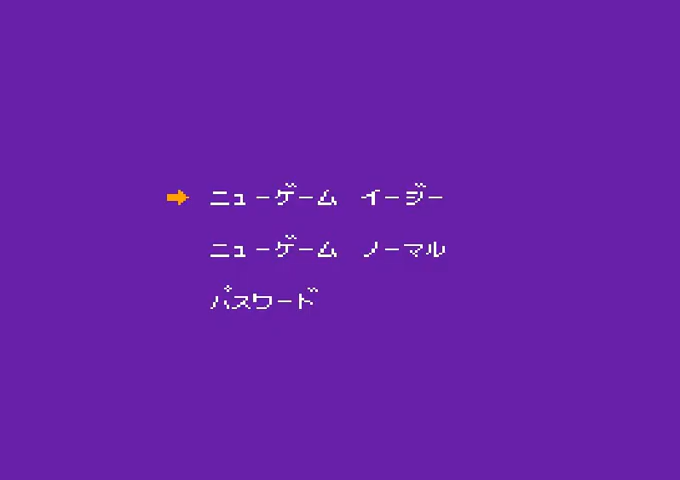 ニューゲーム　イージー
ニューゲーム　ノーマル
パスワード